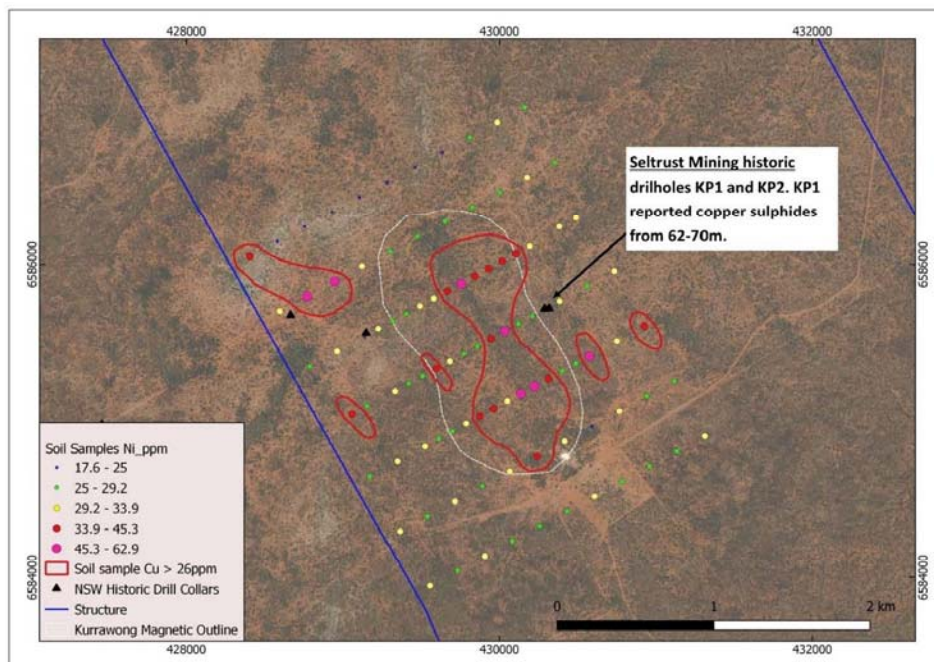 428000
430000
432000
Seltrust Mining historic
drilholes KP1 and KP2. KP1
reported copper sulphides
from 62-70m.
6586000
6586000
6584000
6584000
Soil Samples Ni_ppm
17.6 - 25
25 - 29.2
29.2 - 33.9
33.9 - 45.3
45.3 - 62.9
Soil sample Cu > 26ppm
NSW Historic Drill Collars
Structure
Kurrawong Magnetic Outline
0
1
2 km
428000
430000
432000